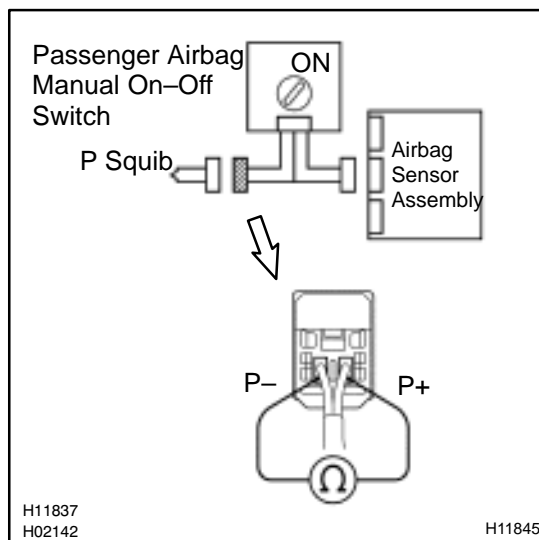 Passenger Airbag
Manual On–Off
Switch
ON
P Squib
Airbag
Sensor
Assembly
P–
P+
Ω
H11837
H02142
H11845